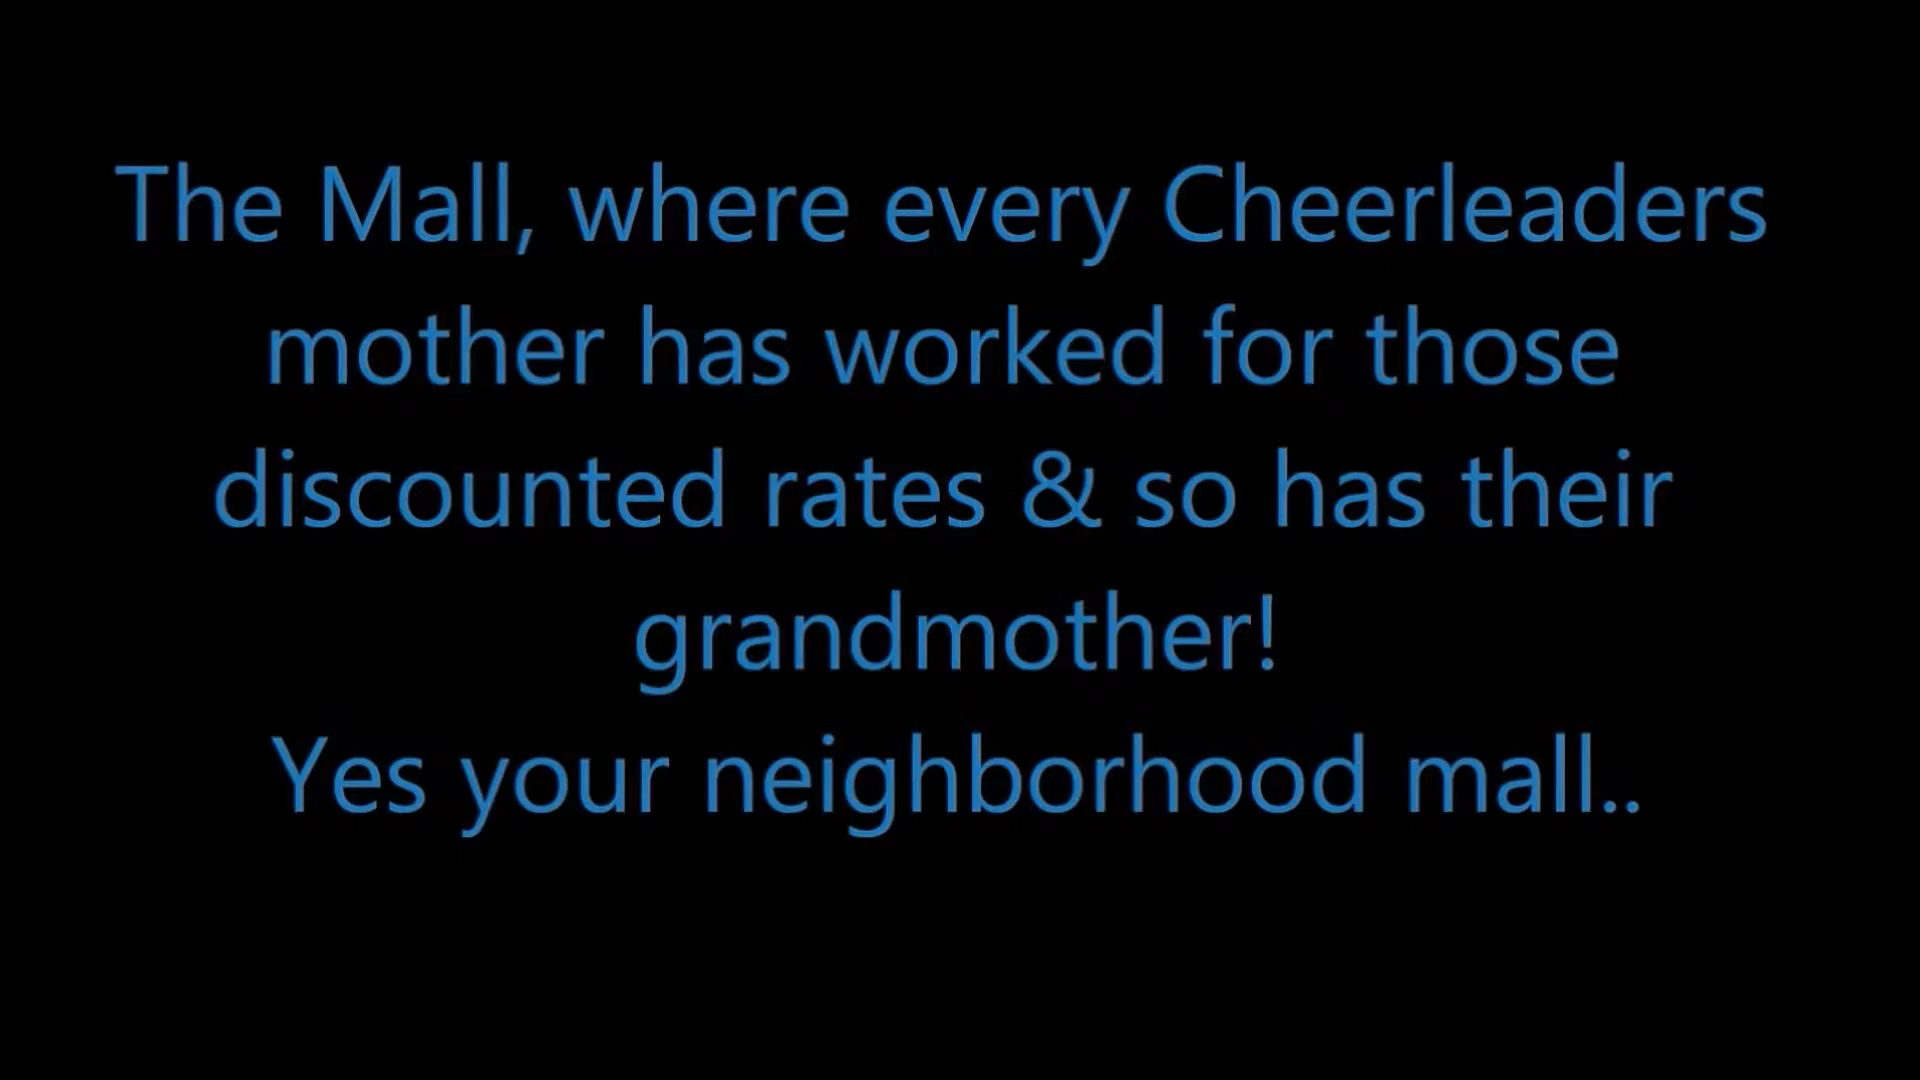 The Mall, where every Cheerleaders
mother has worked for those
discounted rates & so has their
grandmother!
Yes your neighborhood mall..